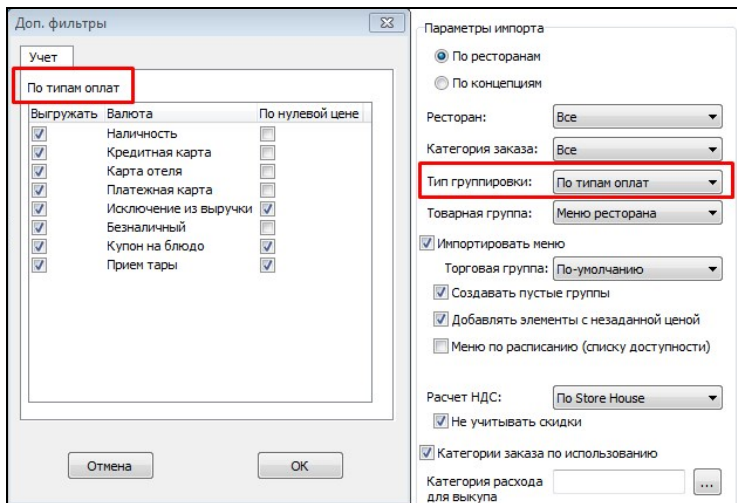 Доп. фильтры
Учет
По типам оплат
Выгружать Валюта По нулевой цене
Наличность
Кредитная карта
Карта отеля
Платежная карта
Исключение из выручки
Безналичный
Купон на блюдо
Прием тары
Отмена ОК
Параметры импорта
По ресторанам
По концепциям
Ресторан: Все
Категория заказа: Все
Тип группировки: По типам оплат
Товарная группа: Меню ресторана
Импортировать меню
Торговая группа: По-умолчанию
Создавать пустые группы
Добавлять элементы с незаданной ценой
Меню по расписанию (списку доступности)
Расчет НДС: По Store House
Не учитывать скидки
Категории заказа по использованию
Категория расхода
для выкупа ...